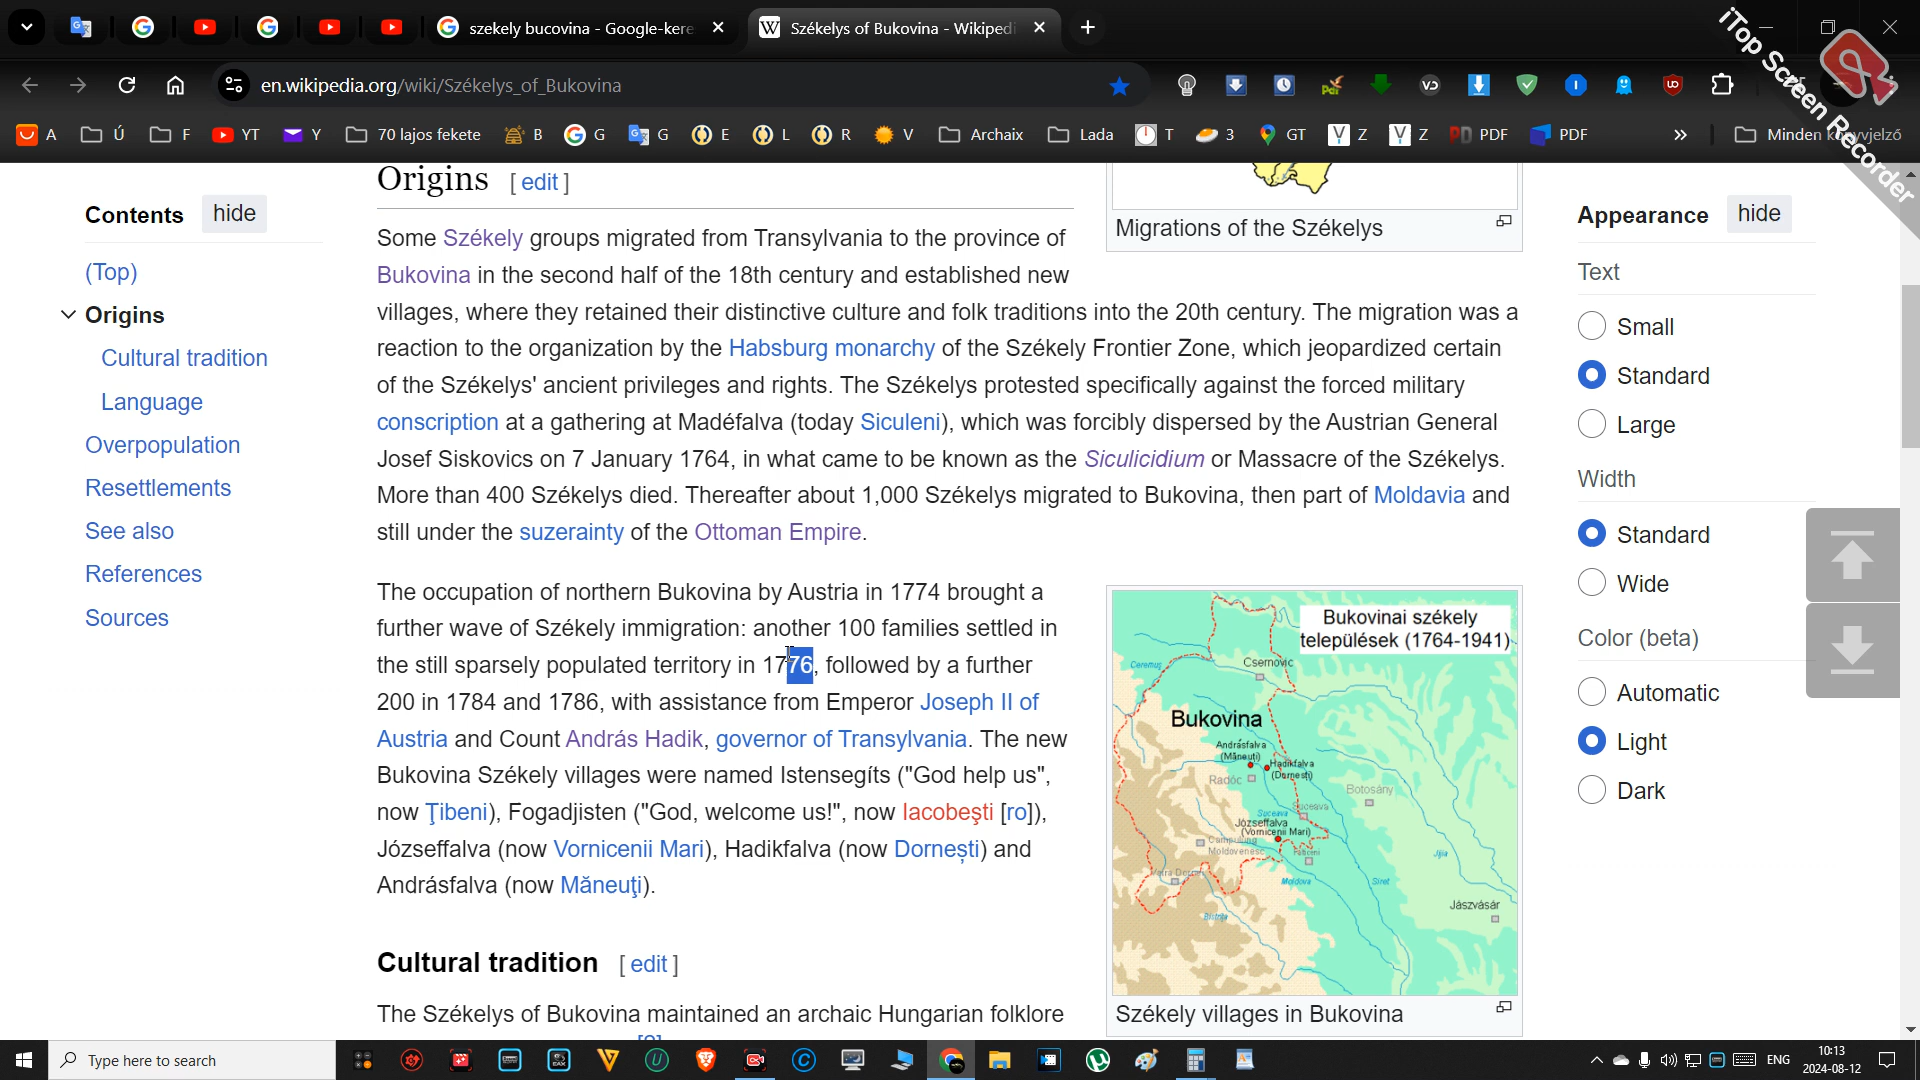 szekely bucovina - Google-kere
Székelys of Bukovina - Wikipedi
iTop Screen Recorder
en.wikipedia.org/wiki/Székelys_of_Bukovina
A Ú F YT Y 70 lajos fekete B G G E L R V Archaix Lada T 3 GT Z Z PDF PDF » Minden könyvjelző
Contents hide
(Top)
Origins
Cultural tradition
Language
Overpopulation
Resettlements
See also
References
Sources
Origins [ edit ]
Migrations of the Székelys
Some Székely groups migrated from Transylvania to the province of
Bukovina in the second half of the 18th century and established new
villages, where they retained their distinctive culture and folk traditions into the 20th century. The migration was a
reaction to the organization by the Habsburg monarchy of the Székely Frontier Zone, which jeopardized certain
of the Székelys' ancient privileges and rights. The Székelys protested specifically against the forced military
conscription at a gathering at Madéfalva (today Siculeni), which was forcibly dispersed by the Austrian General
Josef Siskovics on 7 January 1764, in what came to be known as the Siculicidium or Massacre of the Székelys.
More than 400 Székelys died. Thereafter about 1,000 Székelys migrated to Bukovina, then part of Moldavia and
still under the suzerainty of the Ottoman Empire.
The occupation of northern Bukovina by Austria in 1774 brought a
further wave of Székely immigration: another 100 families settled in
the still sparsely populated territory in 1776, followed by a further
200 in 1784 and 1786, with assistance from Emperor Joseph II of
Austria and Count András Hadik, governor of Transylvania. The new
Bukovina Székely villages were named Istensegíts ("God help us",
now Ţibeni), Fogadjisten ("God, welcome us!", now Iacobeşti [ro]),
Józseffalva (now Vornicenii Mari), Hadikfalva (now Dornești) and
Andrásfalva (now Măneuţi).
Cultural tradition [ edit ]
The Székelys of Bukovina maintained an archaic Hungarian folklore
Bukovinai székely
települések (1764-1941)
Ceremuș
Csernovic
Bukovina
Andrásfalva
(Măneuți)
Hadikfalva
(Dornești)
Radóc
Botosány
Suceava
Suceava
Józseffalva
(Vornicenii Mari)
Campulung
Moldovenesc
Falticeni
Vatra Dornei
Moldova
Siret
Jijia
Jászvásár
Bistrița
Székely villages in Bukovina
Appearance hide
Text
Small
Standard
Large
Width
Standard
Wide
Color (beta)
Automatic
Light
Dark
Type here to search
ENG
10:13
2024-08-12